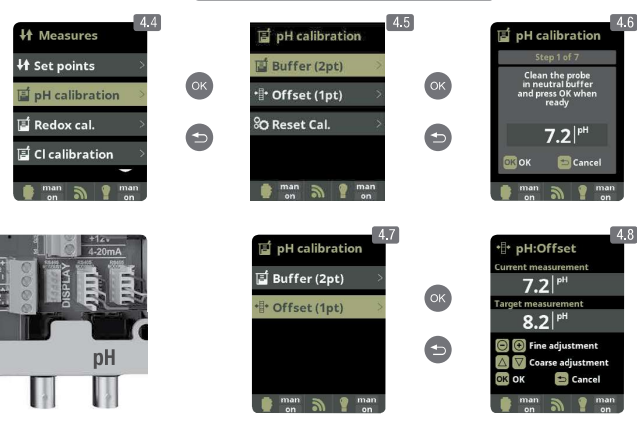 4.4
Measures
Set points
pH calibration
Redox cal.
Cl calibration
man on
man on
OK
4.5
pH calibration
Buffer (2pt)
Offset (1pt)
Reset Cal.
man on
man on
OK
4.6
pH calibration
Step 1 of 7
Clean the probe
in neutral buffer
and press OK when
ready
7.2 pH
OK OK
Cancel
man on
man on
+12V
4-20mA
DISPLAY
pH
4.7
pH calibration
Buffer (2pt)
Offset (1pt)
man on
man on
OK
4.8
pH:Offset
Current measurement
7.2 pH
Target measurement
8.2 pH
Fine adjustment
Coarse adjustment
OK OK
Cancel
man on
man on